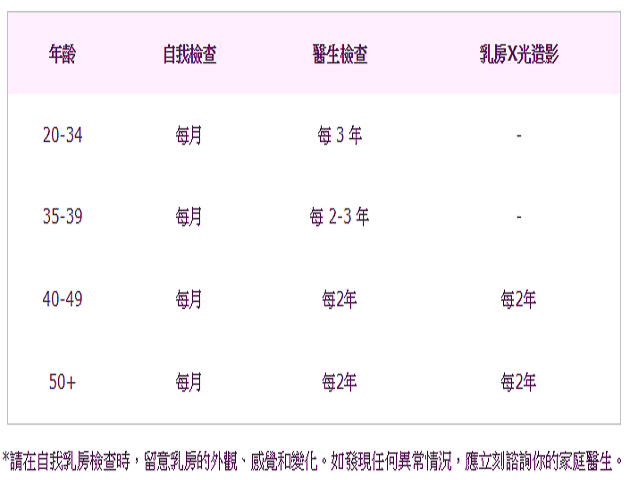 年齡 自我檢查 醫生檢查 乳房X光造影
20-34 每月 每 3 年 -
35-39 每月 每 2-3 年 -
40-49 每月 每2年 每2年
50+ 每月 每2年 每2年
*請在自我乳房檢查時，留意乳房的外觀、感覺和變化。如發現任何異常情況，應立刻諮詢你的家庭醫生。